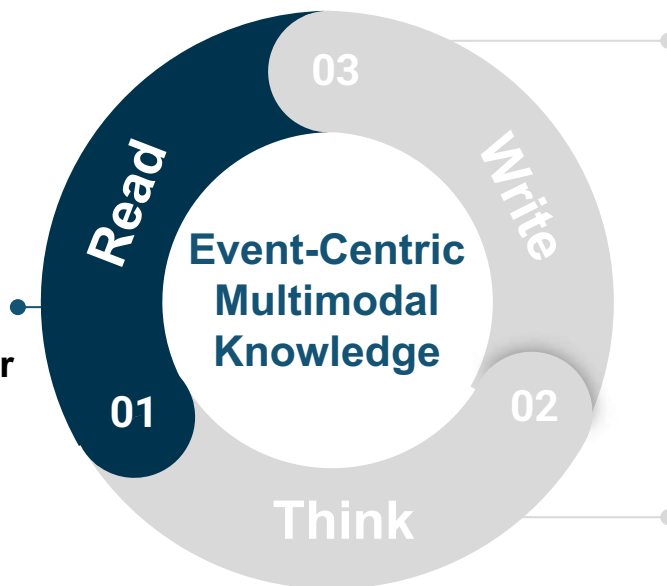 03
Read
Write
Event-Centric
Multimodal
Knowledge
r
01
02
Think